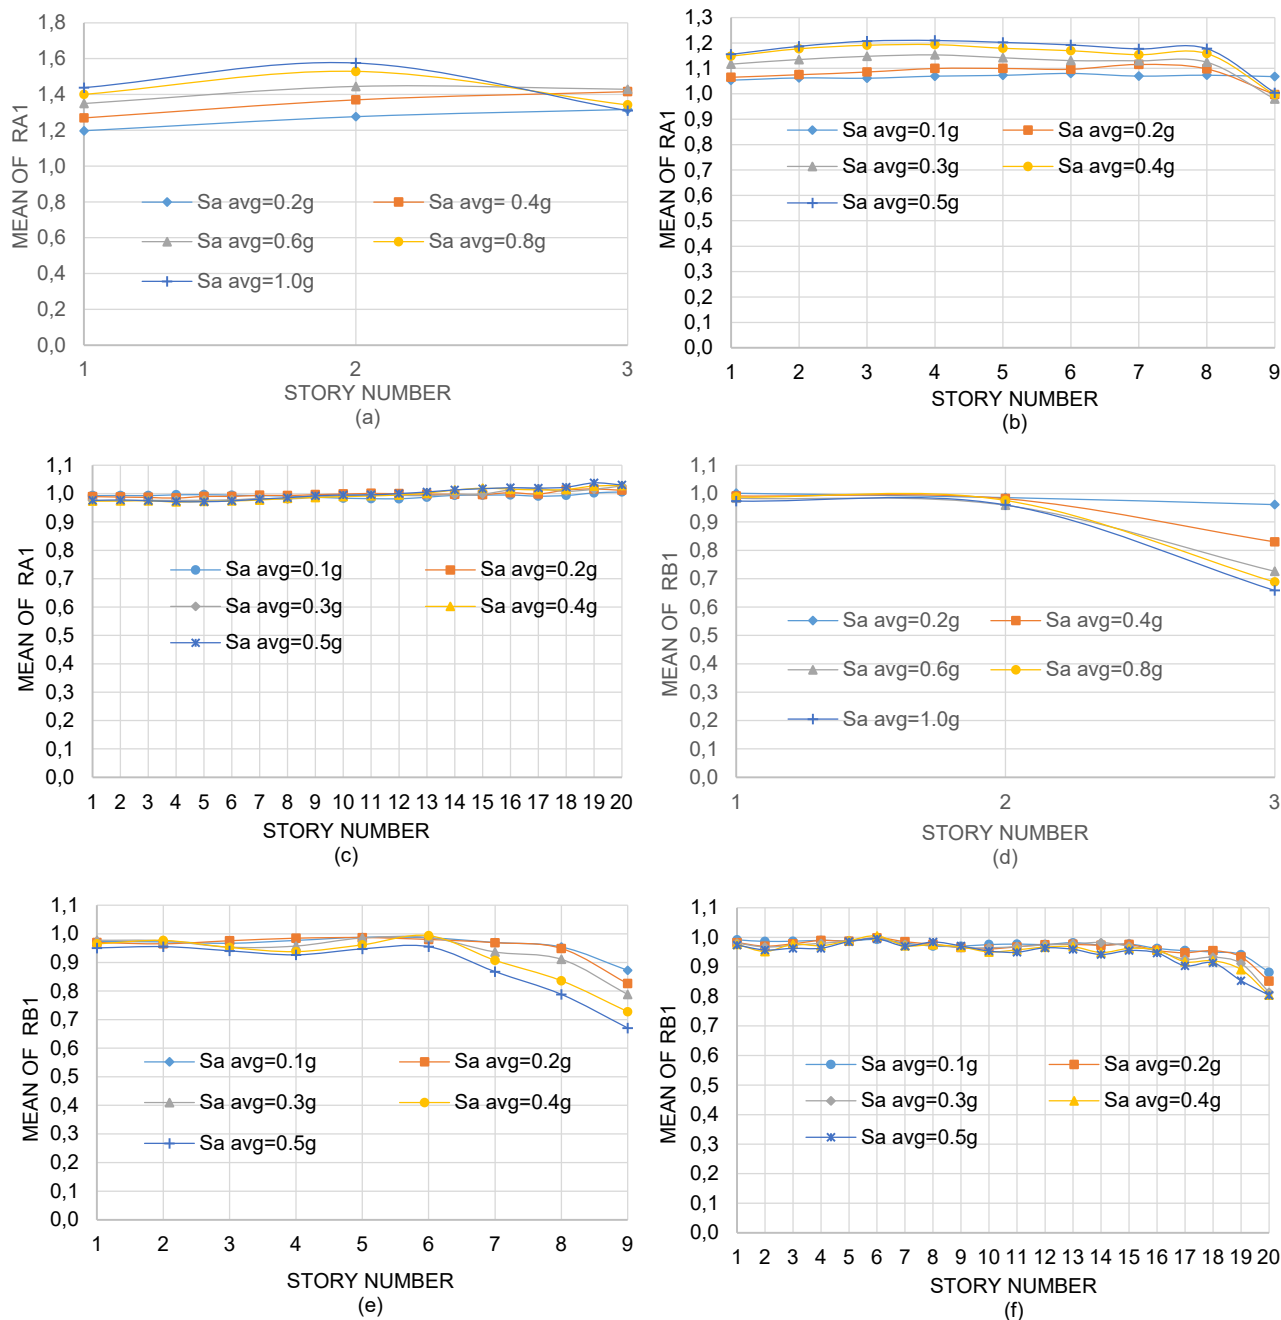 1,8
1,6
1,4
1,2
1,0
0,8
0,6
0,4
0,2
0,0
MEAN OF RA1
Sa avg=0.2g Sa avg= 0.4g
Sa avg=0.6g Sa avg=0.8g
Sa avg=1.0g
1 2 3
STORY NUMBER
(a)
1,3
1,2
1,1
1,0
0,9
0,8
0,7
0,6
0,5
0,4
0,3
0,2
0,1
0,0
MEAN OF RA1
Sa avg=0.1g Sa avg=0.2g
Sa avg=0.3g Sa avg=0.4g
Sa avg=0.5g
1 2 3 4 5 6 7 8 9
STORY NUMBER
(b)
1,1
1,0
0,9
0,8
0,7
0,6
0,5
0,4
0,3
0,2
0,1
0,0
MEAN OF RA1
Sa avg=0.1g Sa avg=0.2g
Sa avg=0.3g Sa avg=0.4g
Sa avg=0.5g
1 2 3 4 5 6 7 8 9 10 11 12 13 14 15 16 17 18 19 20
STORY NUMBER
(c)
1,1
1,0
0,9
0,8
0,7
0,6
0,5
0,4
0,3
0,2
0,1
0,0
MEAN OF RB1
Sa avg=0.2g Sa avg=0.4g
Sa avg=0.6g Sa avg=0.8g
Sa avg=1.0g
1 2 3
STORY NUMBER
(d)
1,1
1,0
0,9
0,8
0,7
0,6
0,5
0,4
0,3
0,2
0,1
0,0
MEAN OF RB1
Sa avg=0.1g Sa avg=0.2g
Sa avg=0.3g Sa avg=0.4g
Sa avg=0.5g
1 2 3 4 5 6 7 8 9
STORY NUMBER
(e)
1,1
1,0
0,9
0,8
0,7
0,6
0,5
0,4
0,3
0,2
0,1
0,0
MEAN OF RB1
Sa avg=0.1g Sa avg=0.2g
Sa avg=0.3g Sa avg=0.4g
Sa avg=0.5g
1 2 3 4 5 6 7 8 9 10 11 12 13 14 15 16 17 18 19 20
STORY NUMBER
(f)